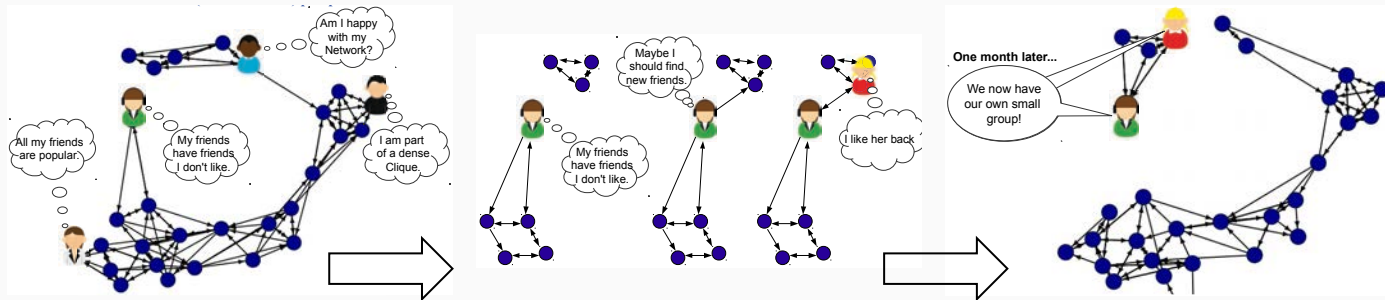 Am I happy
with my
Network?
All my friends
are popular.
My friends
have friends
I don't like.
I am part
of a dense
Clique.
My friends
have friends
I don't like.
Maybe I
should find
new friends.
I like her back
One month later...
We now have
our own small
group!